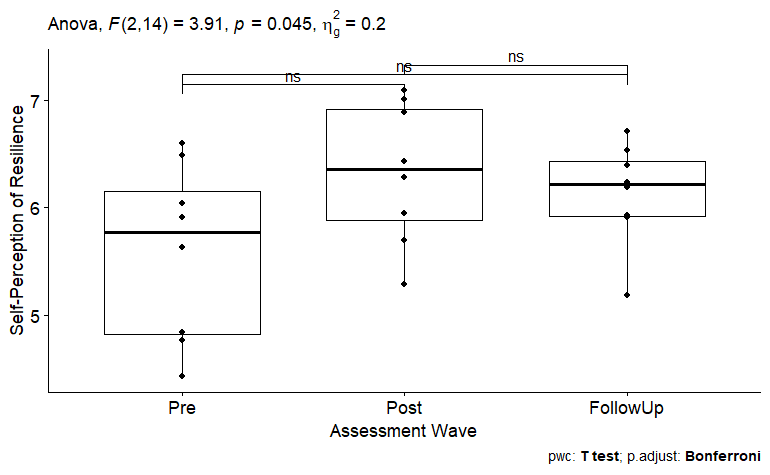 Anova, F(2,14) = 3.91, p = 0.045, η²g = 0.2
ns
ns
ns
7
6
5
Self-Perception of Resilience
Pre Post FollowUp
Assessment Wave
pwc: T test; p.adjust: Bonferroni